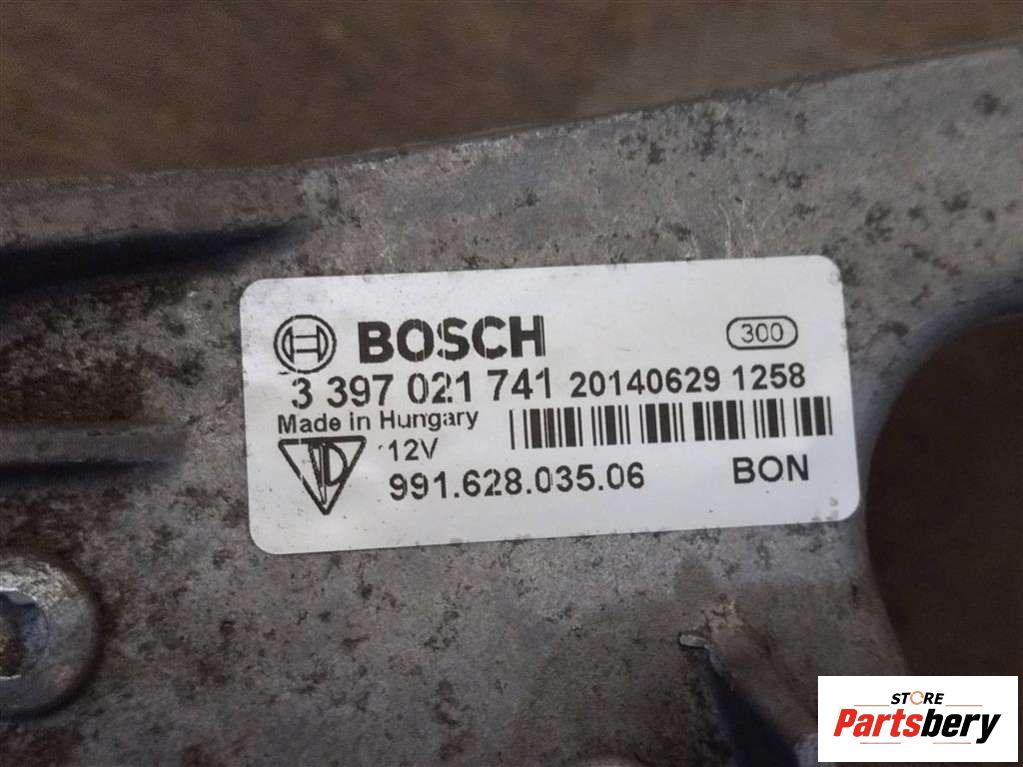 BOSCH 300
3 397 021 741 20140629 1258
Made in Hungary
12V
991.628.035.06 BON
STORE
Partsbery